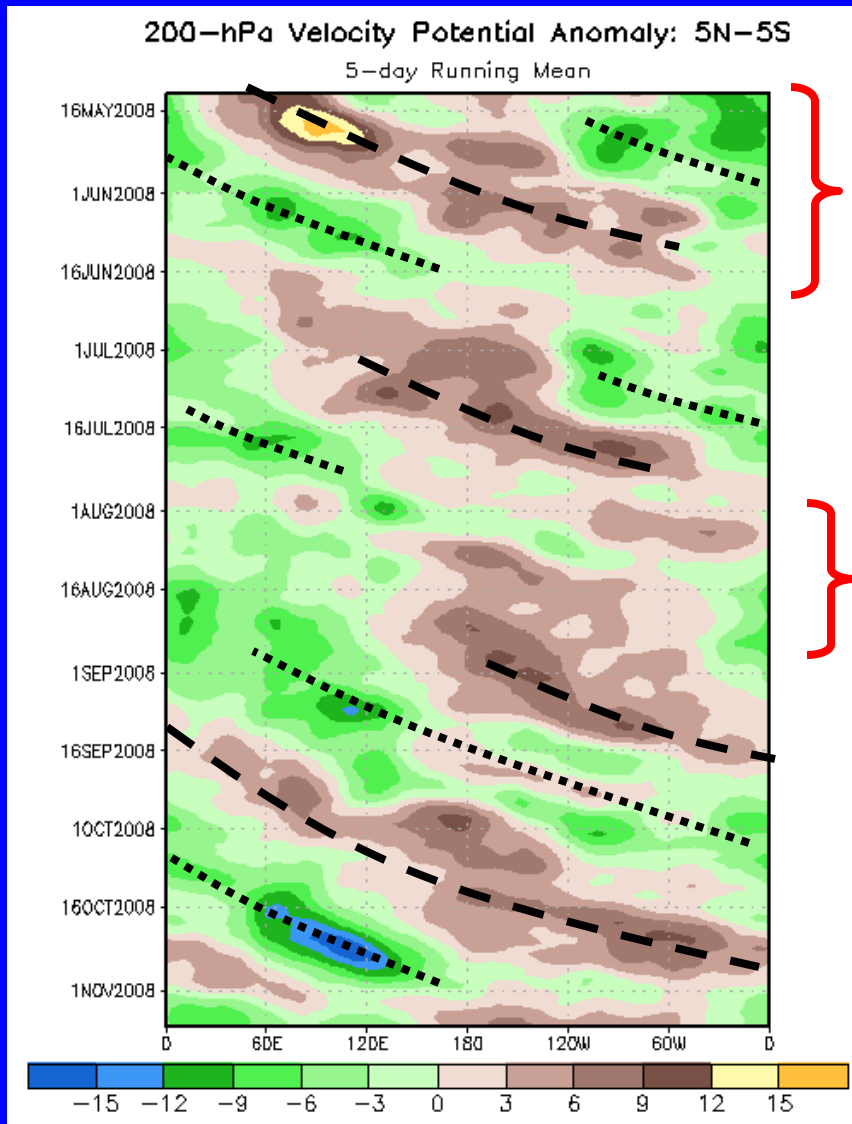 200-hPa Velocity Potential Anomaly: 5N-5S
5-day Running Mean
16MAY2008
1JUN2008
16JUN2008
1JUL2008
16JUL2008
1AUG2008
16AUG2008
1SEP2008
16SEP2008
1OCT2008
16OCT2008
1NOV2008
0 60E 120E 180 120W 60W 0
-15 -12 -9 -6 -3 0 3 6 9 12 15